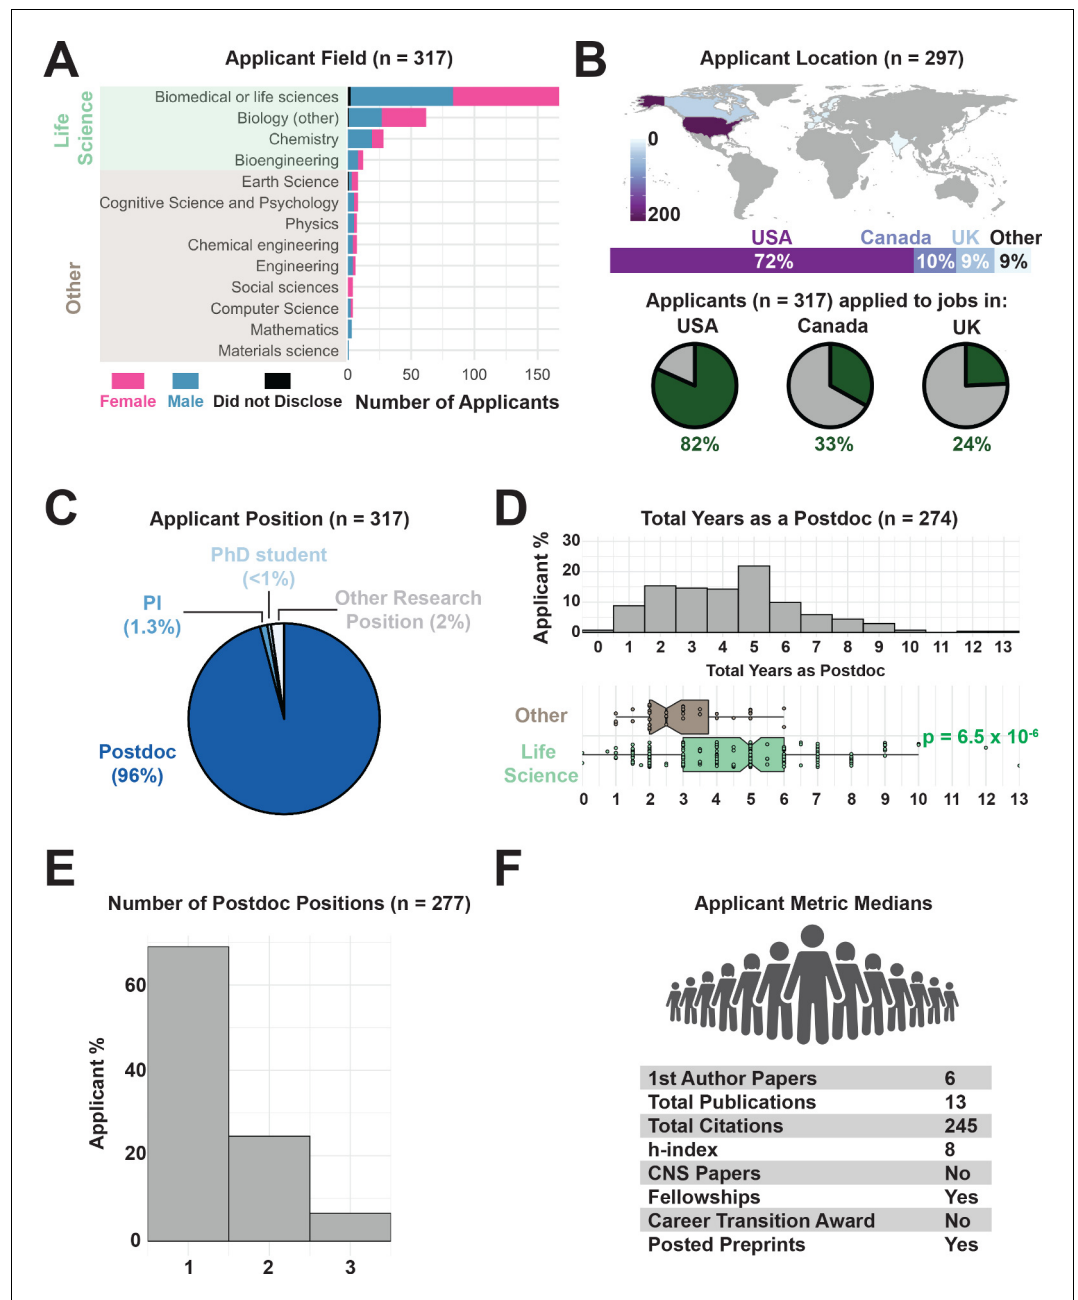 A
Applicant Field (n = 317)
Life
Science
Biomedical or life sciences
Biology (other)
Chemistry
Bioengineering
Other
Earth Science
Cognitive Science and Psychology
Physics
Chemical engineering
Engineering
Social sciences
Computer Science
Mathematics
Materials science
0 50 100 150
Female Male Did not Disclose Number of Applicants
B
Applicant Location (n = 297)
0
200
USA Canada UK Other
72% 10% 9% 9%
Applicants (n = 317) applied to jobs in:
USA Canada UK
82% 33% 24%
C
Applicant Position (n = 317)
PhD student
(<1%)
PI
(1.3%)
Other Research
Position (2%)
Postdoc
(96%)
D
Total Years as a Postdoc (n = 274)
Applicant %
30
20
10
0
0 1 2 3 4 5 6 7 8 9 10 11 12 13
Total Years as Postdoc
Other
Life
Science
p = 6.5 x 10-6
0 1 2 3 4 5 6 7 8 9 10 11 12 13
E
Number of Postdoc Positions (n = 277)
Applicant %
60
40
20
0
1 2 3
F
Applicant Metric Medians
1st Author Papers 6
Total Publications 13
Total Citations 245
h-index 8
CNS Papers No
Fellowships Yes
Career Transition Award No
Posted Preprints Yes